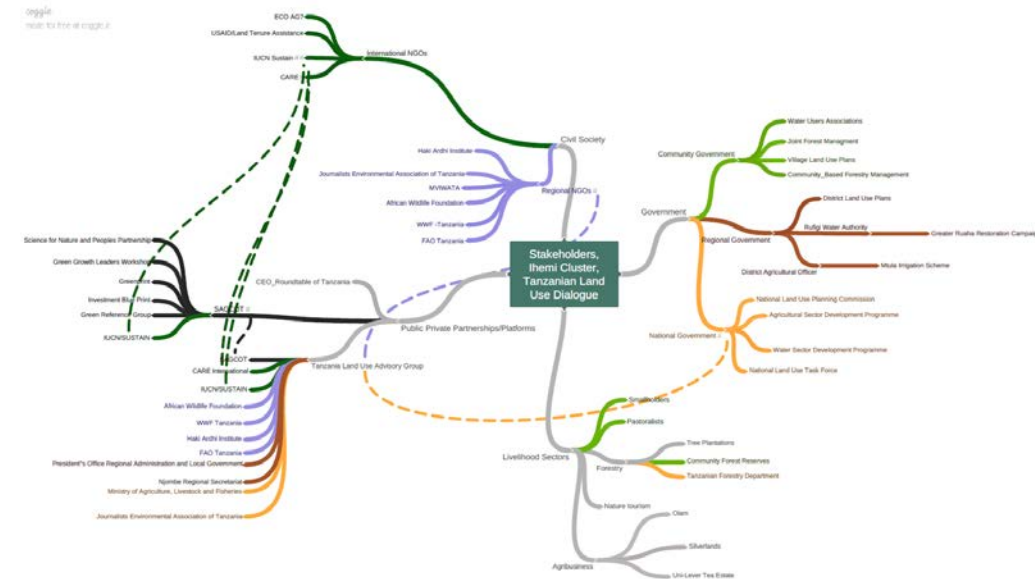 coggle
made for free at coggle.it
ECO AG?
USAID/Land Tenure Assistance
IUCN Sustain
CARE
International NGOs
Civil Society
Haki Ardhi Institute
Journalists Environmental Association of Tanzania
MVIWATA
African Wildlife Foundation
WWF -Tanzania
FAO Tanzania
Regional NGOs
Stakeholders,
Ihemi Cluster,
Tanzanian Land
Use Dialogue
Government
Community Government
Water Users Associations
Joint Forest Managment
Village Land Use Plans
Community_Based Forestry Management
Regional Government
District Land Use Plans
Rufigi Water Authority
Greater Ruaha Restoration Campaig
District Agricultural Officer
Mtula Irrigation Scheme
National Government
National Land Use Planning Commission
Agricultural Sector Development Programme
Water Sector Development Programme
National Land Use Task Force
Science for Nature and Peoples Partnership
Green Growth Leaders Workshop
Greenprint
Investment Blue Print
Green Reference Group
IUCN/SUSTAIN
SAGCOT
CEO_Roundtable of Tanzania
Public Private Partnerships/Platforms
Tanzania Land Use Advisory Group
SAGCOT
CARE International
IUCN/SUSTAIN
African Wildlife Foundation
WWF Tanzania
Haki Ardhi Institute
FAO Tanzania
President"s Office Regional Administration and Local Government
Njombe Regional Secretariat
Ministry of Agriculture, Livestock and Fisheries
Journalists Environmental Association of Tanzania
Livelihood Sectors
Smallholders
Pastoralists
Forestry
Tree Plantations
Community Forest Reserves
Tanzanian Forestry Department
Nature tourism
Agribusiness
Olam
Silverlands
Uni-Lever Tea Estate